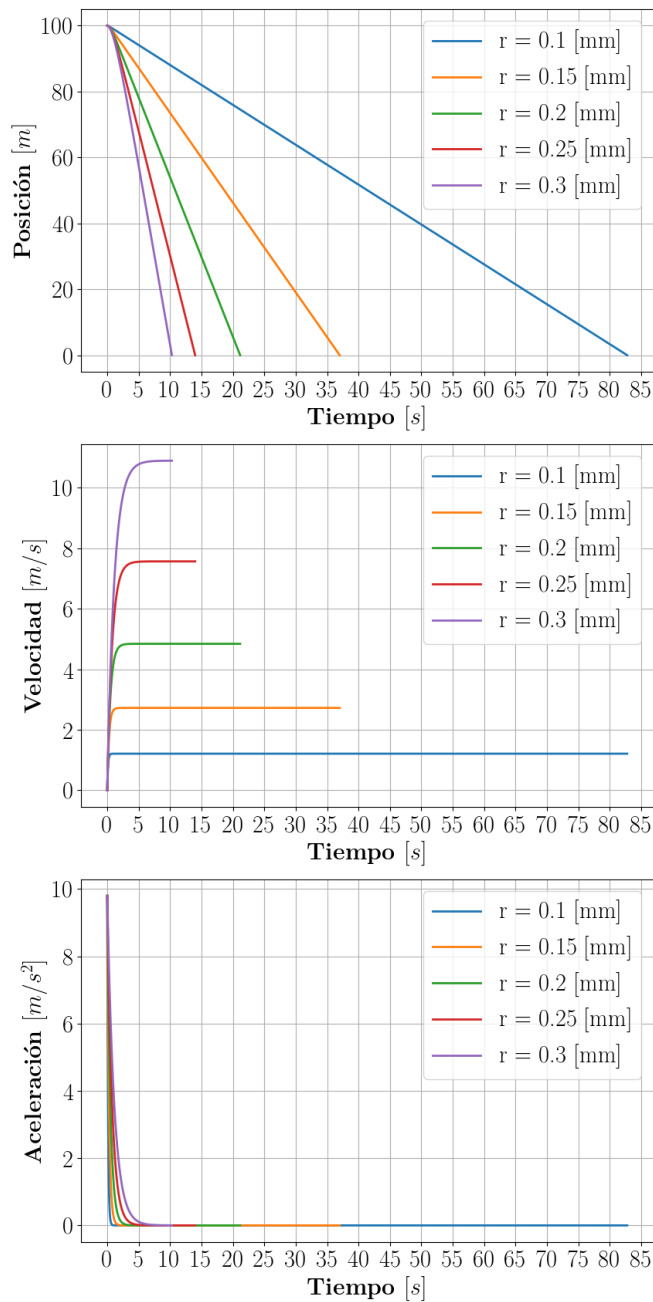 100
80
60
40
20
0
Posición [m]
r = 0.1 [mm]
r = 0.15 [mm]
r = 0.2 [mm]
r = 0.25 [mm]
r = 0.3 [mm]
0 5 10 15 20 25 30 35 40 45 50 55 60 65 70 75 80 85
Tiempo [s]
10
8
6
4
2
0
Velocidad [m/s]
r = 0.1 [mm]
r = 0.15 [mm]
r = 0.2 [mm]
r = 0.25 [mm]
r = 0.3 [mm]
0 5 10 15 20 25 30 35 40 45 50 55 60 65 70 75 80 85
Tiempo [s]
10
8
6
4
2
0
Aceleración [m/s²]
r = 0.1 [mm]
r = 0.15 [mm]
r = 0.2 [mm]
r = 0.25 [mm]
r = 0.3 [mm]
0 5 10 15 20 25 30 35 40 45 50 55 60 65 70 75 80 85
Tiempo [s]